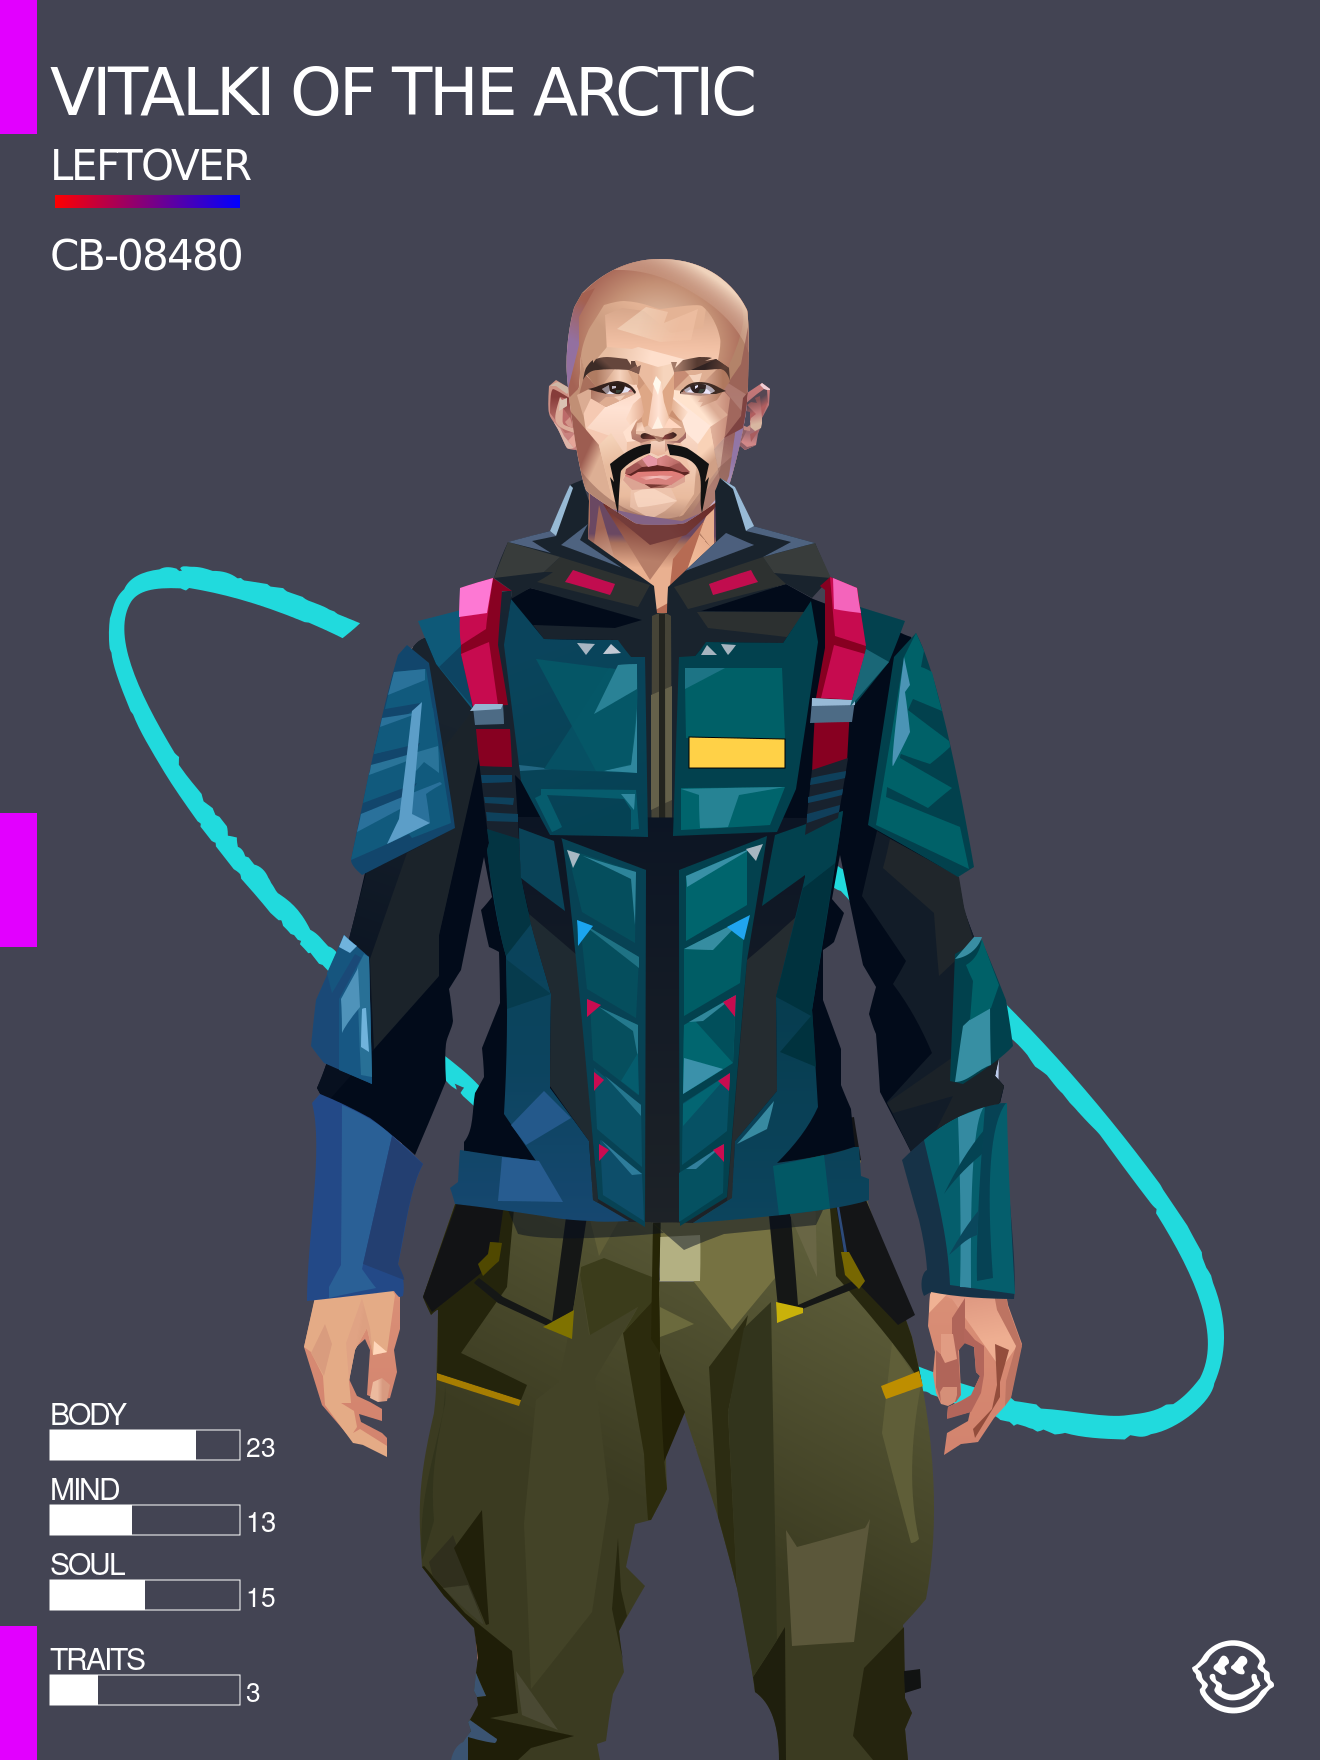 VITALKI OF THE ARCTIC
LEFTOVER
CB-08480
BODY
23
MIND
13
SOUL
15
TRAITS
3